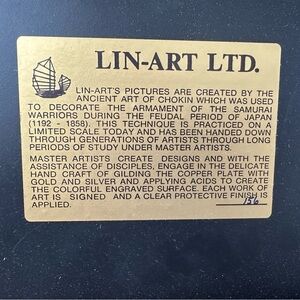 LIN-ART LTD.
LIN-ART'S PICTURES ARE CREATED BY THE
ANCIENT ART OF CHOKIN WHICH WAS USED
TO DECORATE THE ARMAMENT OF THE SAMURAI
WARRIORS DURING THE FEUDAL PERIOD OF JAPAN
(1192 - 1858). THIS TECHNIQUE IS PRACTICED ON A
LIMITED SCALE TODAY AND HAS BEEN HANDED DOWN
THROUGH GENERATIONS OF ARTISTS THROUGH LONG
PERIODS OF STUDY UNDER MASTER ARTISTS.
MASTER ARTISTS CREATE DESIGNS AND WITH THE
ASSISTANCE OF DISCIPLES, ENGAGE IN THE DELICATE
HAND CRAFT OF GILDING THE COPPER PLATE WITH
GOLD AND SILVER AND APPLYING ACIDS TO CREATE
THE COLORFUL ENGRAVED SURFACE. EACH WORK OF
ART IS SIGNED AND A CLEAR PROTECTIVE FINISH IS
APPLIED. 156